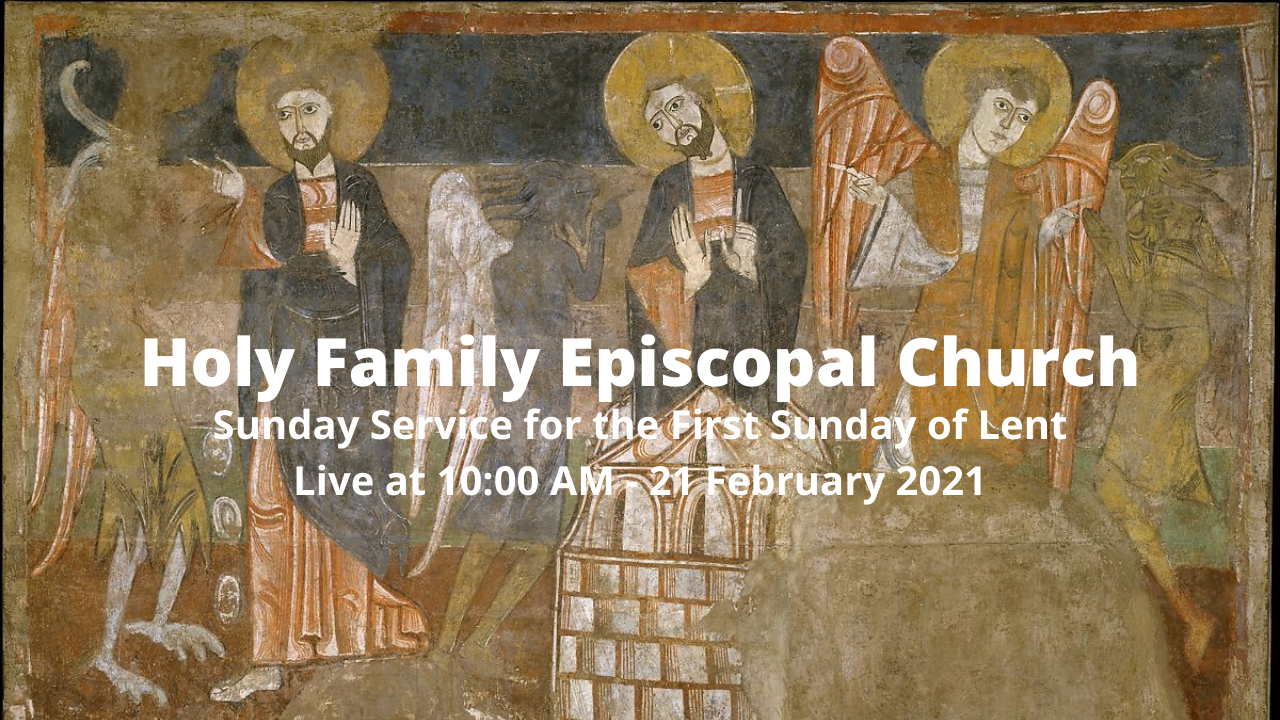 Holy Family Episcopal Church
Sunday Service for the First Sunday of Lent
Live at 10:00 AM - 21 February 2021